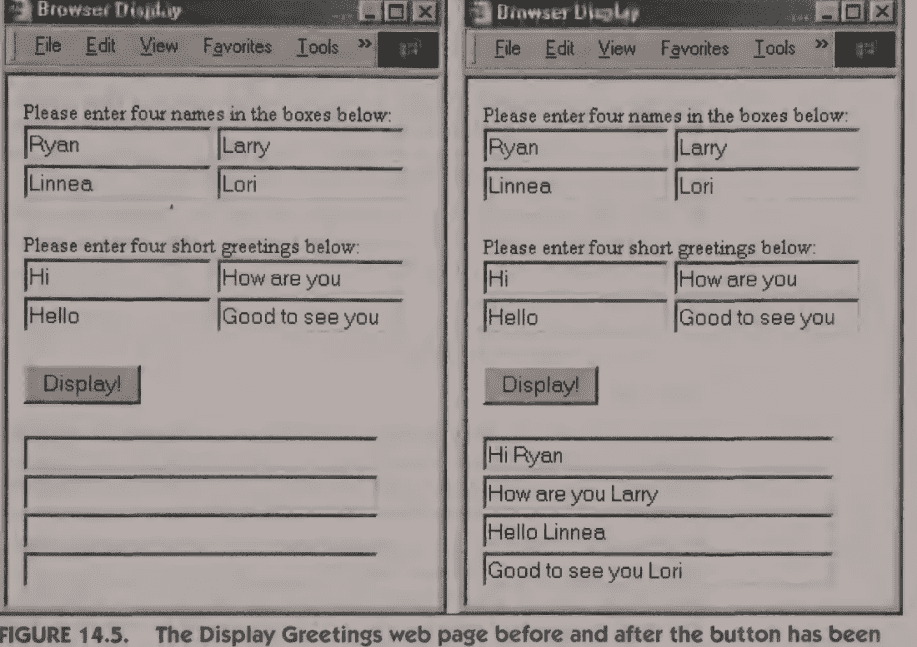 Browser Display
File Edit View Favorites Tools »
Please enter four names in the boxes below:
Ryan Larry
Linnea Lori
Please enter four short greetings below:
Hi How are you
Hello Good to see you
Display!
Browser Display
File Edit View Favorites Tools »
Please enter four names in the boxes below:
Ryan Larry
Linnea Lori
Please enter four short greetings below:
Hi How are you
Hello Good to see you
Display!
Hi Ryan
How are you Larry
Hello Linnea
Good to see you Lori
FIGURE 14.5. The Display Greetings web page before and after the button has been